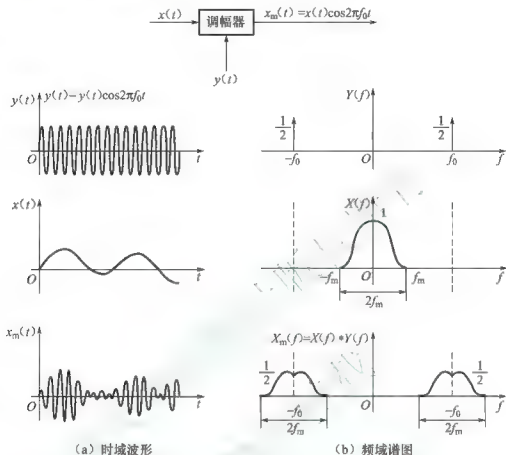 x(t)
调幅器
x_m(t)=x(t)cos2πf₀t
y(t)
y(t)
y(t)-y(t)cos2πf₀t
O
t
Y(f)
1/2
1/2
-f₀
O
f₀
f
x(t)
O
t
X(f)
1
-f_m
O
f_m
f
2f_m
x_m(t)
O
t
X_m(f)=X(f)*Y(f)
1/2
1/2
-f₀
2f_m
O
-f₀
2f_m
f
(a) 时域波形
(b) 频域谱图